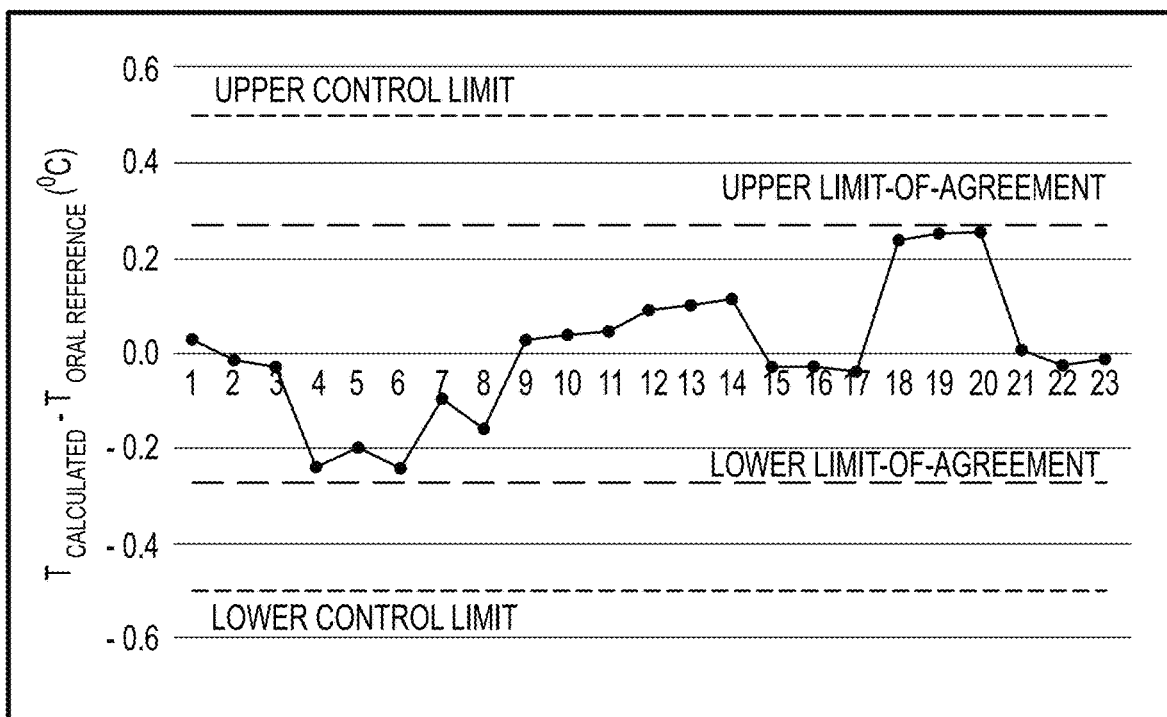 0.6
UPPER CONTROL LIMIT
0.4
UPPER LIMIT-OF-AGREEMENT
0.2
0.0
1 2 3 4 5 6 7 8 9 10 11 12 13 14 15 16 17 18 19 20 21 22 23
- 0.2
LOWER LIMIT-OF-AGREEMENT
- 0.4
LOWER CONTROL LIMIT
- 0.6
T CALCULATED - T ORAL REFERENCE (⁰C)